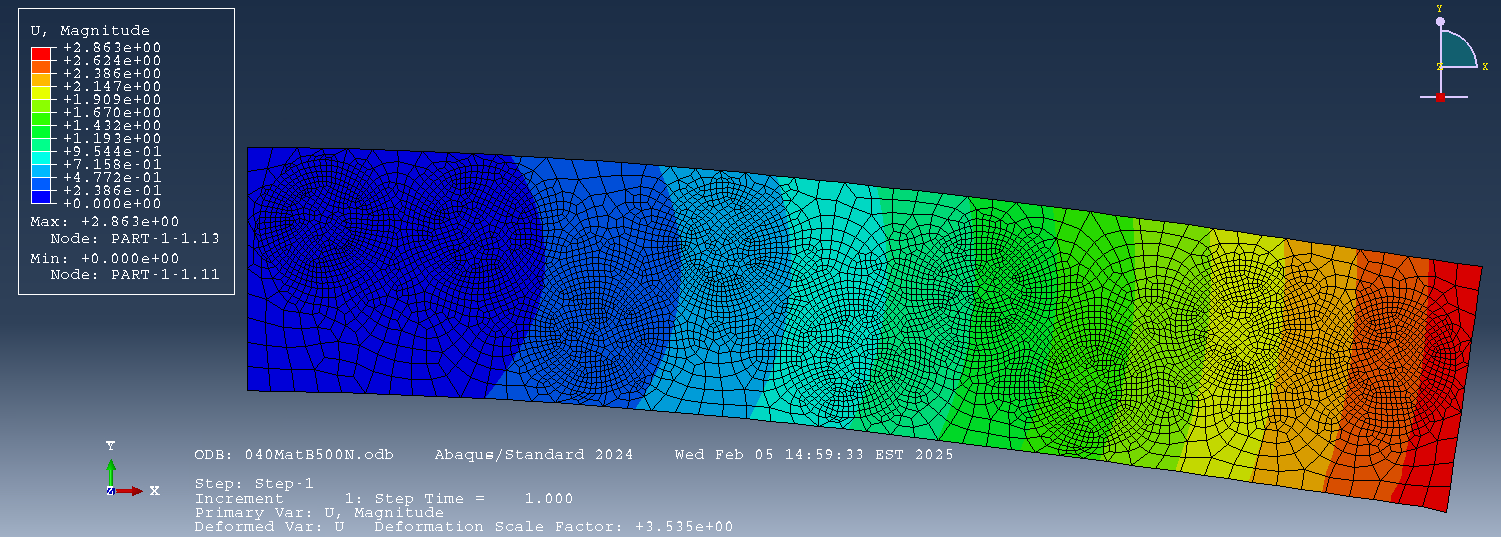 U, Magnitude
+2.863e+00
+2.624e+00
+2.386e+00
+2.147e+00
+1.909e+00
+1.670e+00
+1.432e+00
+1.193e+00
+9.544e-01
+7.158e-01
+4.772e-01
+2.386e-01
+0.000e+00
Max: +2.863e+00
Node: PART-1-1.13
Min: +0.000e+00
Node: PART-1-1.11
Y
Z X
Y
Z X
ODB: 040MatB500N.odb Abaqus/Standard 2024 Wed Feb 05 14:59:33 EST 2025
Step: Step-1
Increment 1: Step Time = 1.000
Primary Var: U, Magnitude
Deformed Var: U Deformation Scale Factor: +3.535e+00